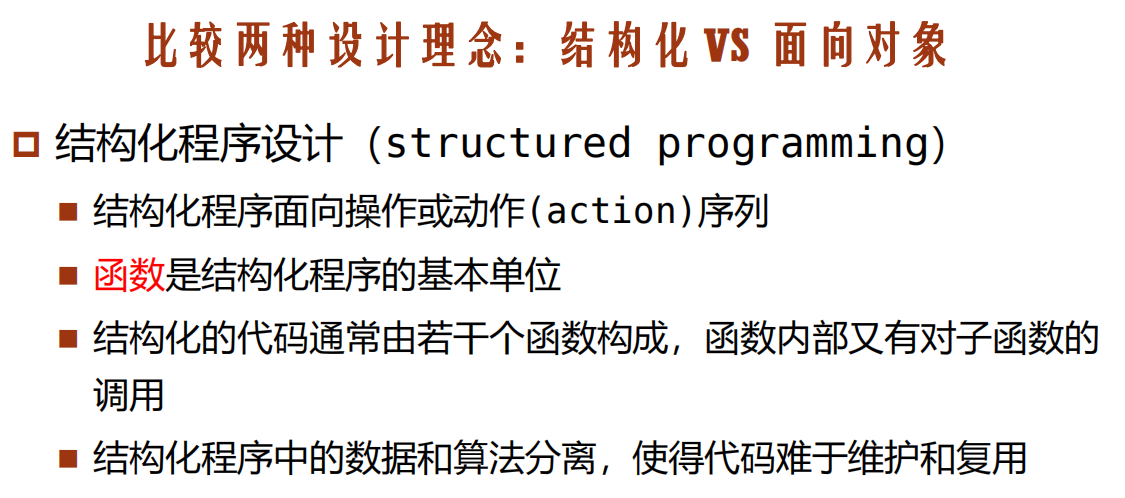 比较两种设计理念：结构化 VS 面向对象
结构化程序设计（structured programming）
结构化程序面向操作或动作(action)序列
函数是结构化程序的基本单位
结构化的代码通常由若干个函数构成，函数内部又有对子函数的
调用
结构化程序中的数据和算法分离，使得代码难于维护和复用